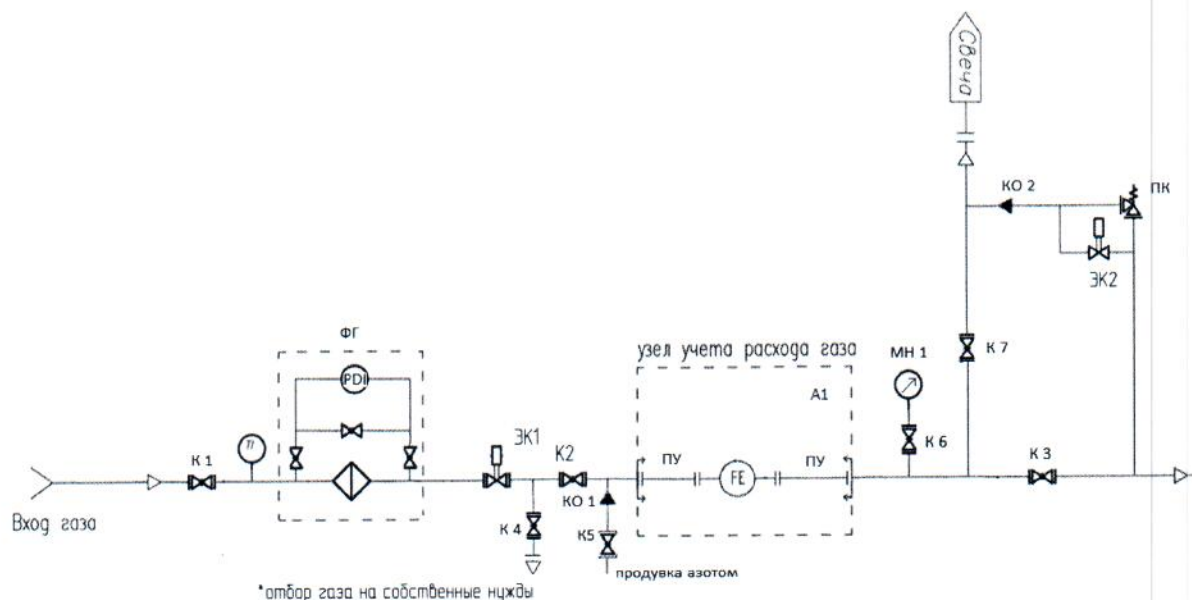 Свеча
КО 2
ПК
ЭК2
ФГ
PDI
узел учета расхода газа
МН 1
К 7
А1
TI
К 1
ЭК1
К2
ПУ
FE
ПУ
К 6
К 3
Вход газа
КО 1
К 4
К5
продувка азотом
*отбор газа на собственные нужды